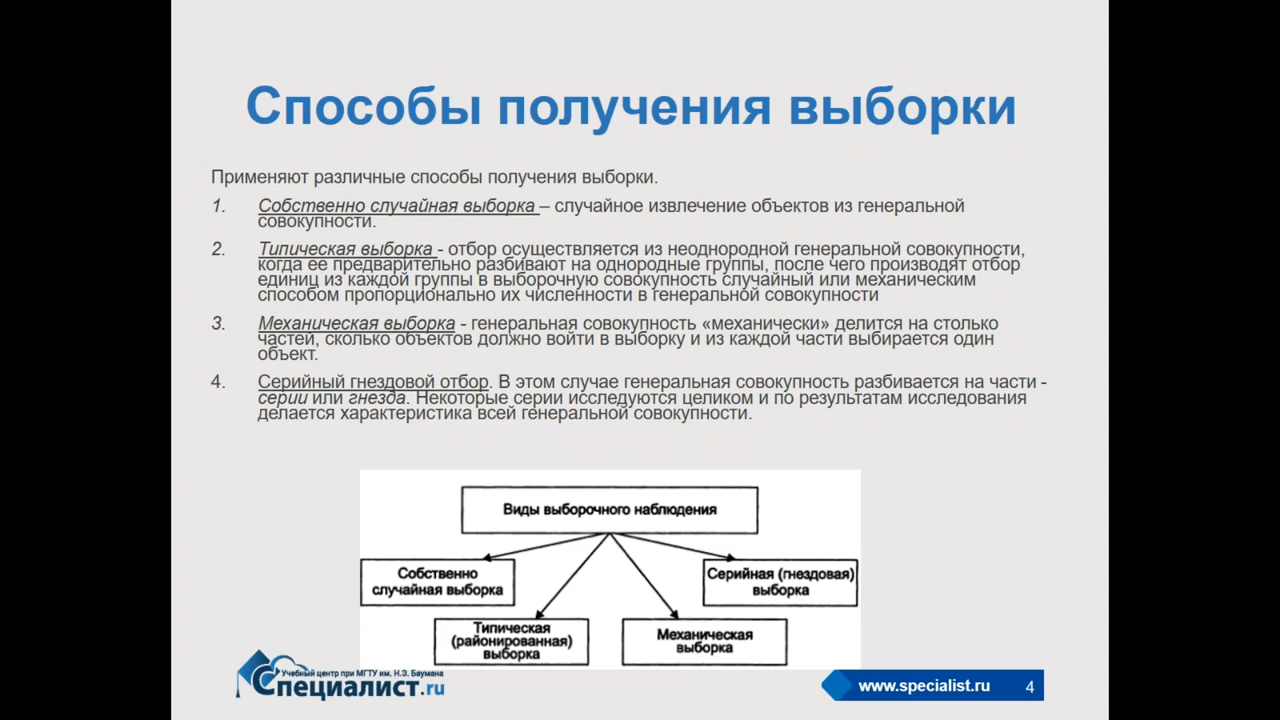 Способы получения выборки
Применяют различные способы получения выборки.
1. Собственно случайная выборка – случайное извлечение объектов из генеральной
совокупности.
2. Типическая выборка - отбор осуществляется из неоднородной генеральной совокупности,
когда ее предварительно разбивают на однородные группы, после чего производят отбор
единиц из каждой группы в выборочную совокупность случайный или механическим
способом пропорционально их численности в генеральной совокупности
3. Механическая выборка - генеральная совокупность «механически» делится на столько
частей, сколько объектов должно войти в выборку и из каждой части выбирается один
объект.
4. Серийный гнездовой отбор. В этом случае генеральная совокупность разбивается на части -
серии или гнезда. Некоторые серии исследуются целиком и по результатам исследования
делается характеристика всей генеральной совокупности.
Виды выборочного наблюдения
Собственно
случайная выборка
Серийная (гнездовая)
выборка
Типическая
(районированная)
выборка
Механическая
выборка
Учебный центр при МГТУ им. Н.Э. Баумана
Специалист.ru
www.specialist.ru 4